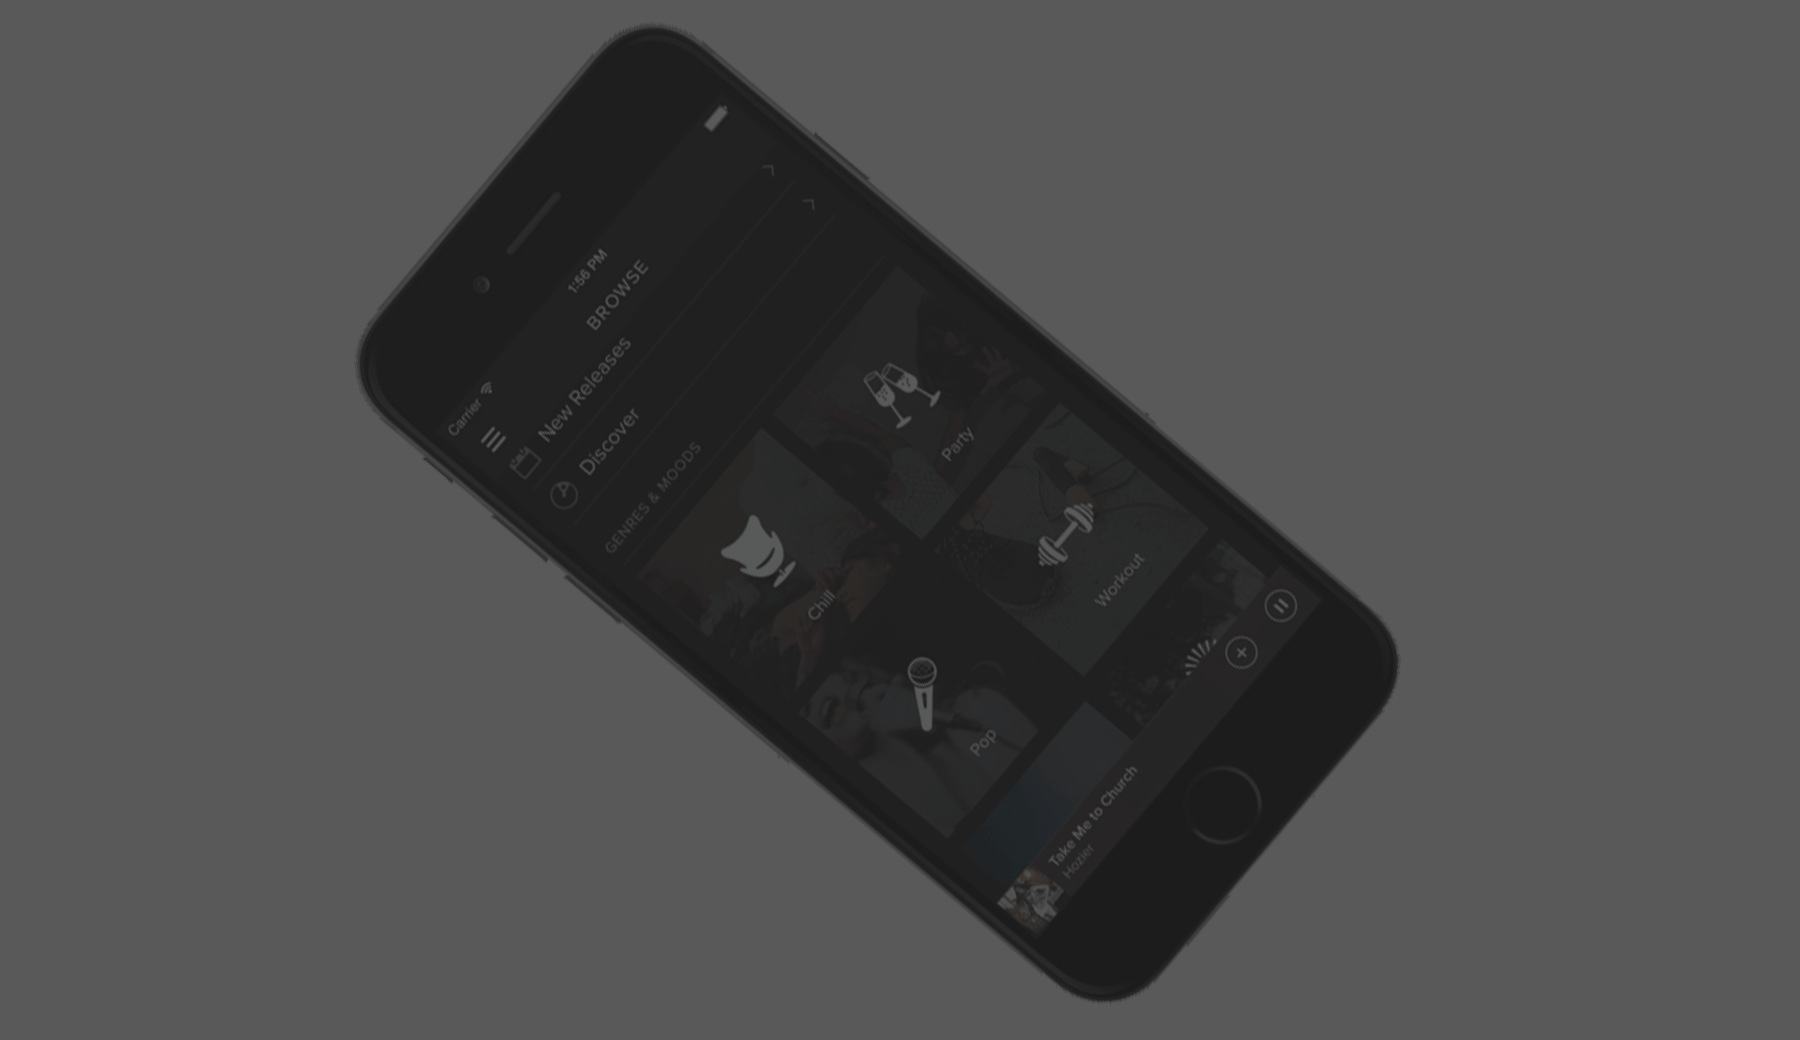 Carrier 1:56 PM
BROWSE
New Releases
Discover
GENRES & MOODS
Chill
Party
Pop
Workout
Take Me to Church
Hozier